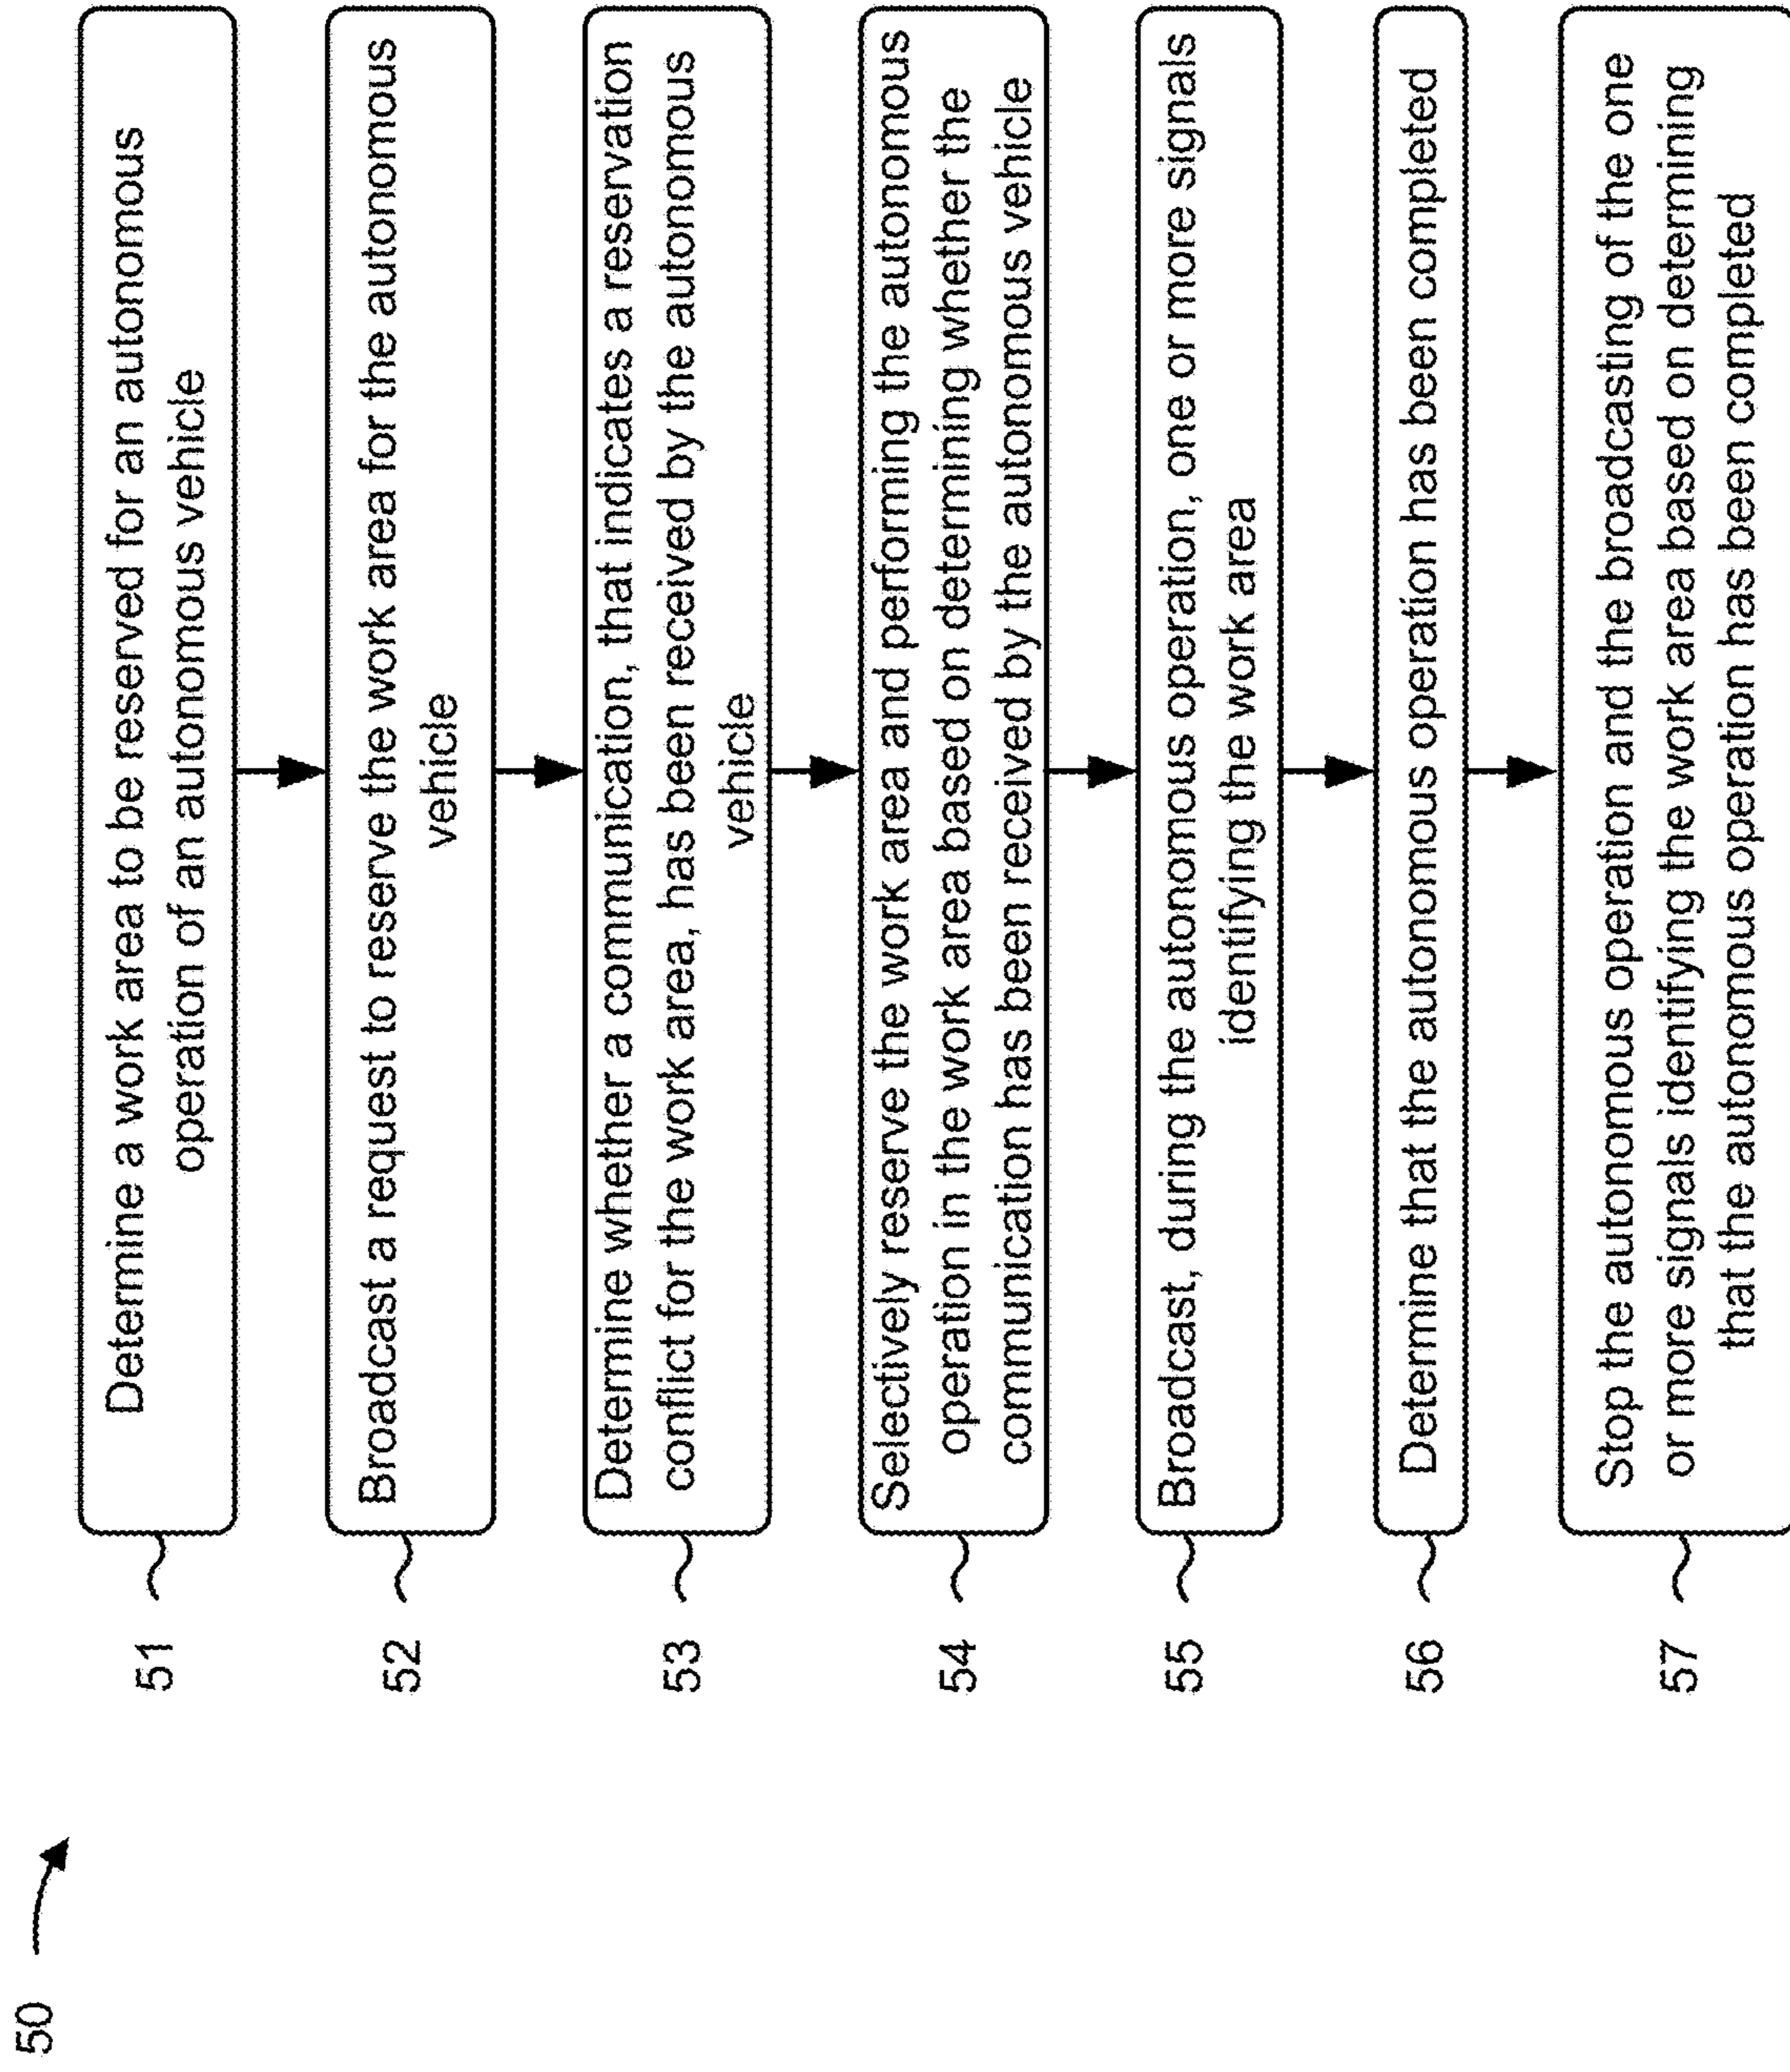 50
51
Determine a work area to be reserved for an autonomous
operation of an autonomous vehicle
52
Broadcast a request to reserve the work area for the autonomous
vehicle
53
Determine whether a communication, that indicates a reservation
conflict for the work area, has been received by the autonomous
vehicle
54
Selectively reserve the work area and performing the autonomous
operation in the work area based on determining whether the
communication has been received by the autonomous vehicle
55
Broadcast, during the autonomous operation, one or more signals
identifying the work area
56
Determine that the autonomous operation has been completed
57
Stop the autonomous operation and the broadcasting of the one
or more signals identifying the work area based on determining
that the autonomous operation has been completed